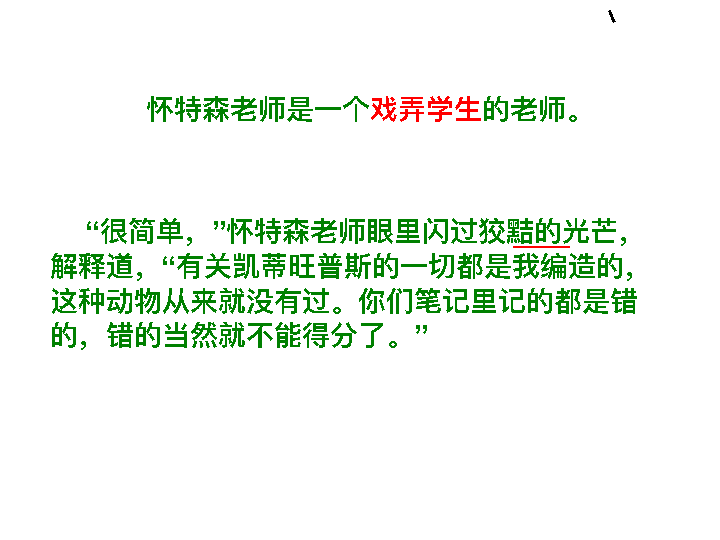 怀特森老师是一个戏弄学生的老师。
“很简单，”怀特森老师眼里闪过狡黠的光芒，
解释道，“有关凯蒂旺普斯的一切都是我编造的，
这种动物从来就没有过。你们笔记里记的都是错
的，错的当然就不能得分了。”